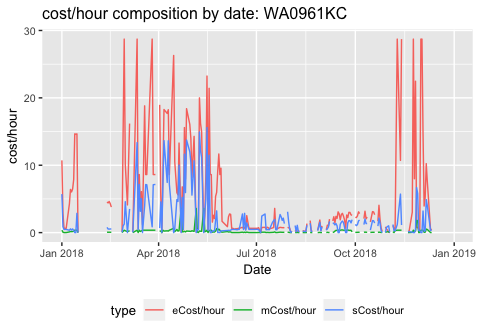 cost/hour composition by date: WA0961KC
30
20
10
0
cost/hour
Jan 2018 Apr 2018 Jul 2018 Oct 2018 Jan 2019
Date
type eCost/hour mCost/hour sCost/hour